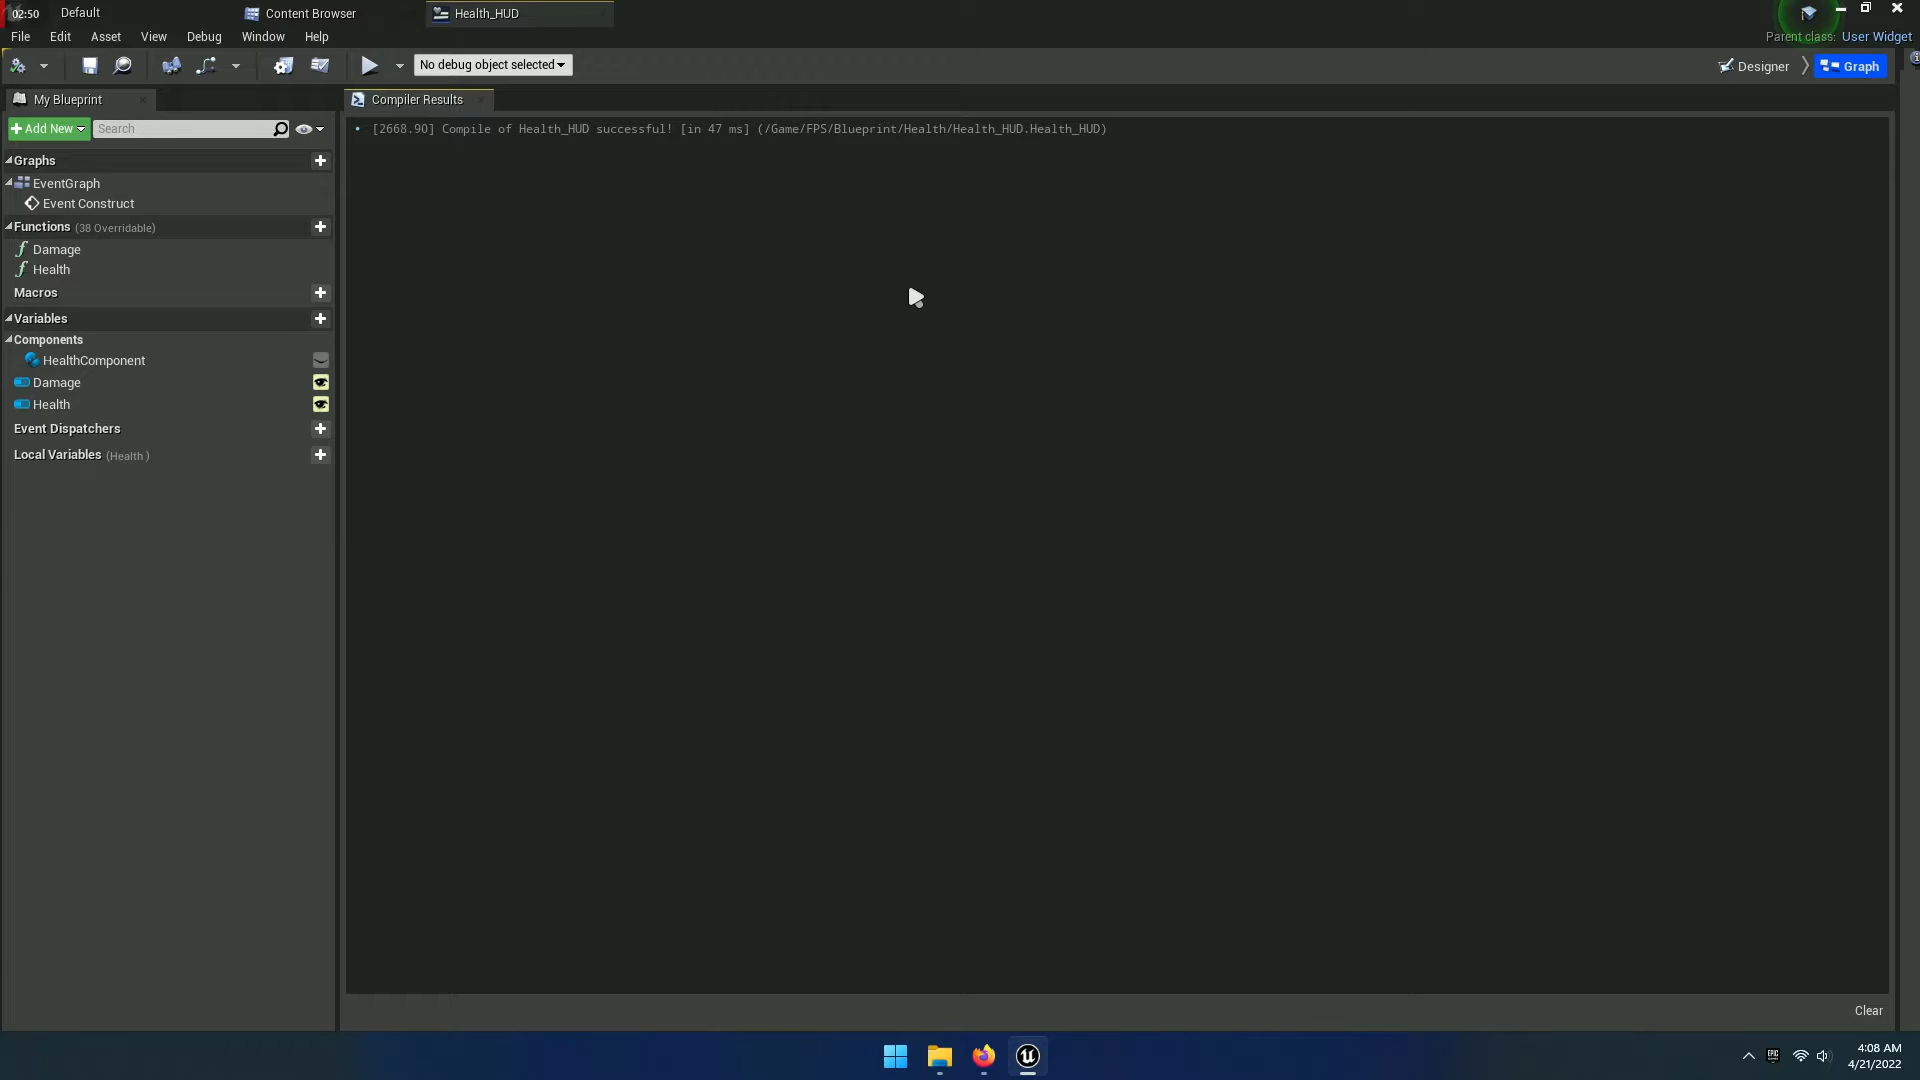 02:50
Default
Content Browser
Health_HUD
Parent class: User Widget
File Edit Asset View Debug Window Help
No debug object selected
Designer
Graph
My Blueprint
Compiler Results
Add New
Search
[2668.90] Compile of Health_HUD successful! [in 47 ms] (/Game/FPS/Blueprint/Health/Health_HUD.Health_HUD)
Graphs
EventGraph
Event Construct
Functions (38 Overridable)
Damage
Health
Macros
Variables
Components
HealthComponent
Damage
Health
Event Dispatchers
Local Variables (Health )
Clear
EPIC
4:08 AM
4/21/2022